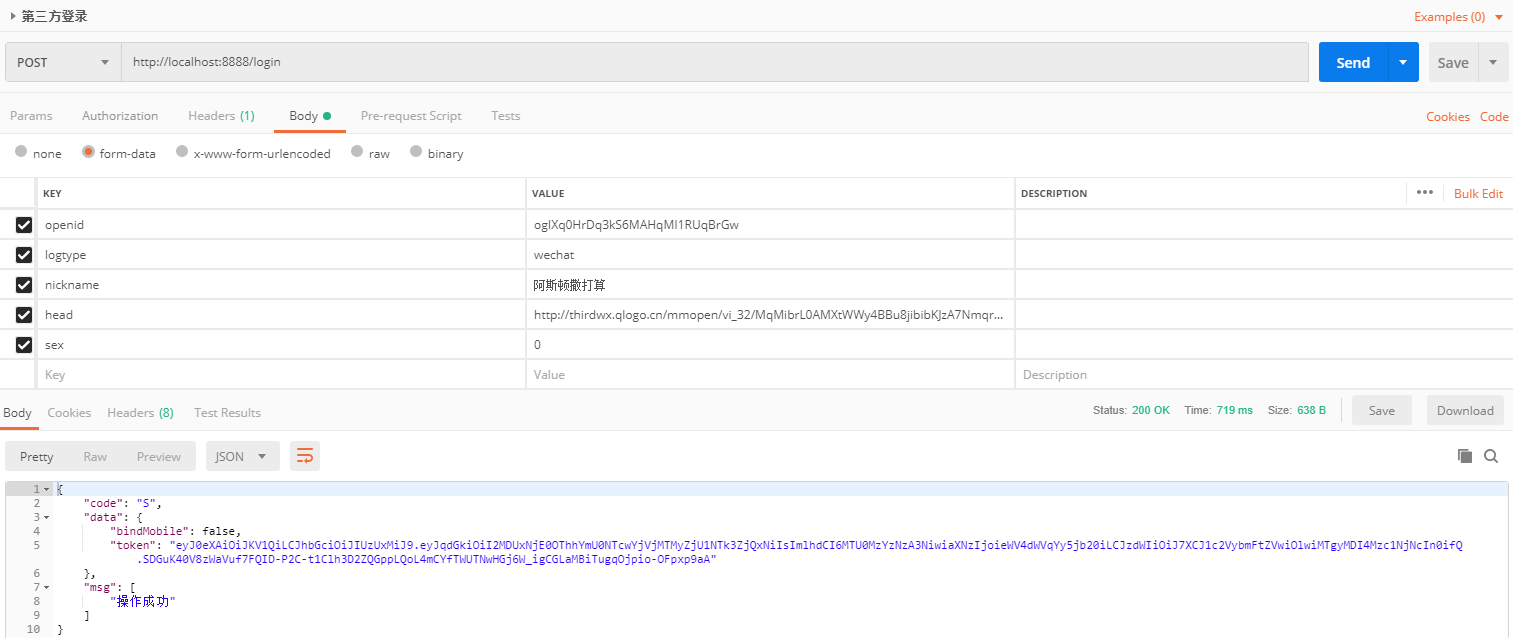 第三方登录
Examples (0)
POST http://localhost:8888/login Send Save
Params Authorization Headers (1) Body Pre-request Script Tests Cookies Code
none form-data x-www-form-urlencoded raw binary
KEY VALUE DESCRIPTION ••• Bulk Edit
openid oglXq0HrDq3kS6MAHqMI1RUqBrGw
logtype wechat
nickname 阿斯顿撒打算
head http://thirdwx.qlogo.cn/mmopen/vi_32/MqMibrL0AMXtWWy4BBu8jibibKJzA7Nmqr...
sex 0
Key Value Description
Body Cookies Headers (8) Test Results Status: 200 OK Time: 719 ms Size: 638 B Save Download
Pretty Raw Preview JSON
1 {
2 "code": "S",
3 "data": {
4 "bindMobile": false,
5 "token": "eyJ0eXAiOiJKV1QiLCJhbGciOiJIUzUxMiJ9.eyJqdGkiOiI2MDUxNjE0OThhYmU0NTcwYjVjMTMyZjU1NTk3ZjQxNiIsImlhdCI6MTU0MzYzNzA3NiwiaXNzIjoieWV4dWVqYy5jb20iLCJzdWIiOiJ7XCJ1c2VybmFtZVwiOlwiMTgyMDI4Mzc1NjNcIn0ifQ
.SDGuk40V8zWaVuf7FQID-P2C-t1Clh3D2ZQGppLQoL4mCYfTWUTNwHGj6W_igCGLaMBiTugqOjpio-OFpxp9aA"
6 },
7 "msg": [
8 "操作成功"
9 ]
10 }